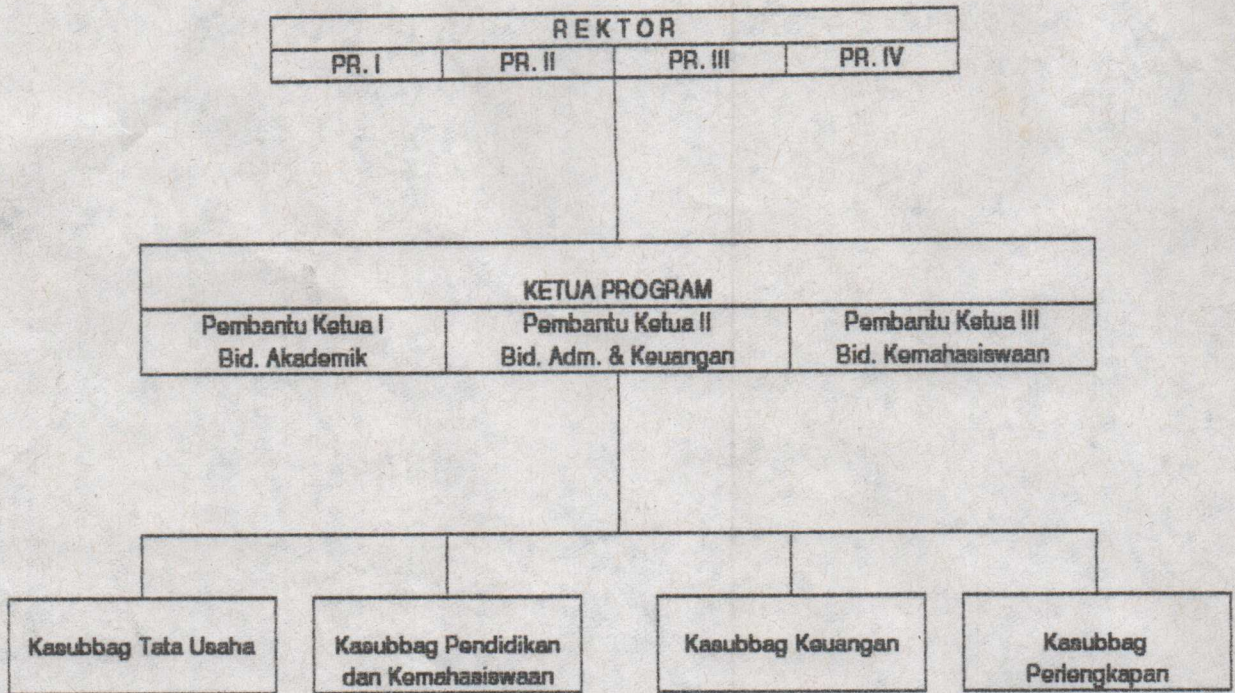 REKTOR
PR. I PR. II PR. III PR. IV
KETUA PROGRAM
Pembantu Ketua I
Bid. Akademik
Pembantu Ketua II
Bid. Adm. & Keuangan
Pembantu Ketua III
Bid. Kemahasiswaan
Kasubbag Tata Usaha
Kasubbag Pendidikan
dan Kemahasiswaan
Kasubbag Keuangan
Kasubbag
Perlengkapan